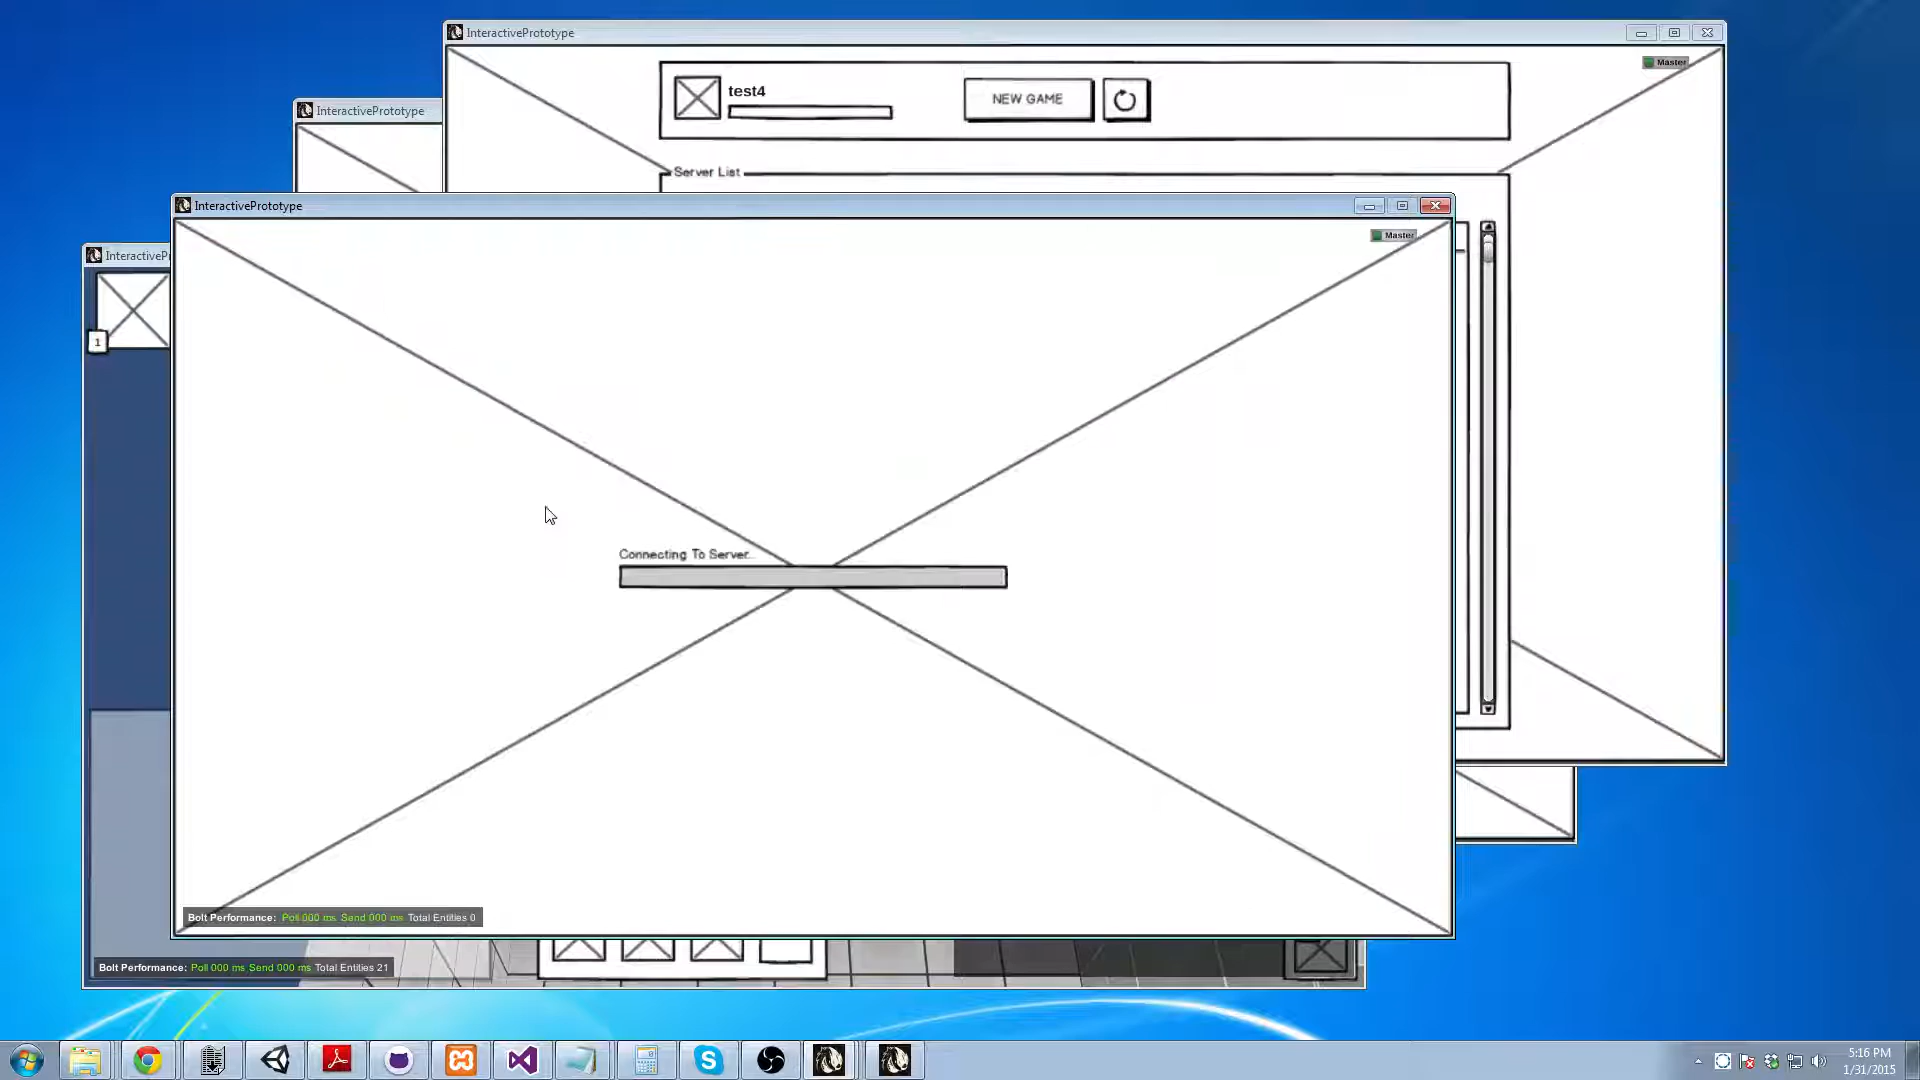 InteractivePrototype
Master
test4
NEW GAME
InteractivePrototype
Server List
InteractivePrototype
Master
InteractiveP
1
Connecting To Server...
Bolt Performance: Poll 000 ms Send 000 ms Total Entities 0
Bolt Performance: Poll 000 ms Send 000 ms Total Entities 21
5:16 PM
1/31/2015